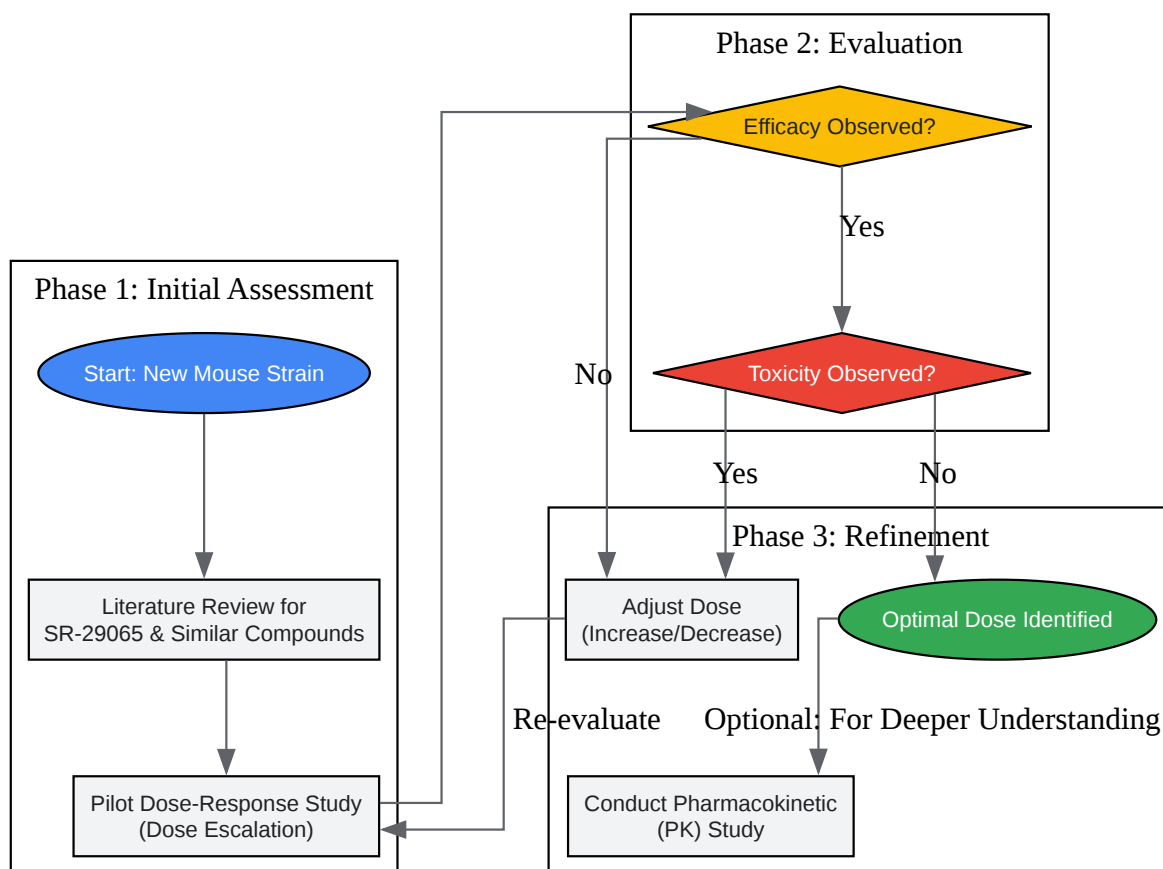 Phase 2: Evaluation
Efficacy Observed?
Yes
Phase 1: Initial Assessment
Start: New Mouse Strain
No
Toxicity Observed?
Yes
No
Phase 3: Refinement
Literature Review for
SR-29065 & Similar Compounds
Adjust Dose
(Increase/Decrease)
Optimal Dose Identified
Re-evaluate
Optional: For Deeper Understanding
Pilot Dose-Response Study
(Dose Escalation)
Conduct Pharmacokinetic
(PK) Study